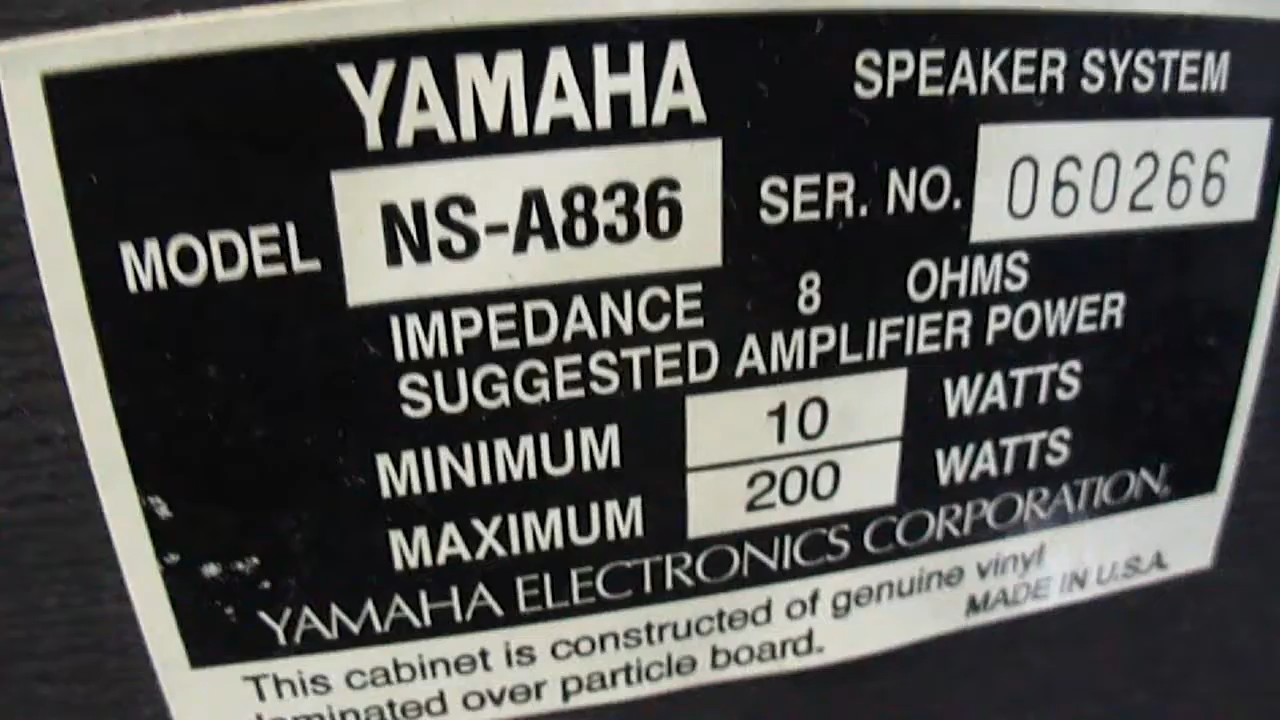 YAMAHA SPEAKER SYSTEM
MODEL NS-A836 SER. NO. 060266
IMPEDANCE 8 OHMS
SUGGESTED AMPLIFIER POWER
MINIMUM 10 WATTS
MAXIMUM 200 WATTS
YAMAHA ELECTRONICS CORPORATION,
This cabinet is constructed of genuine vinyl
laminated over particle board. MADE IN U.S.A.